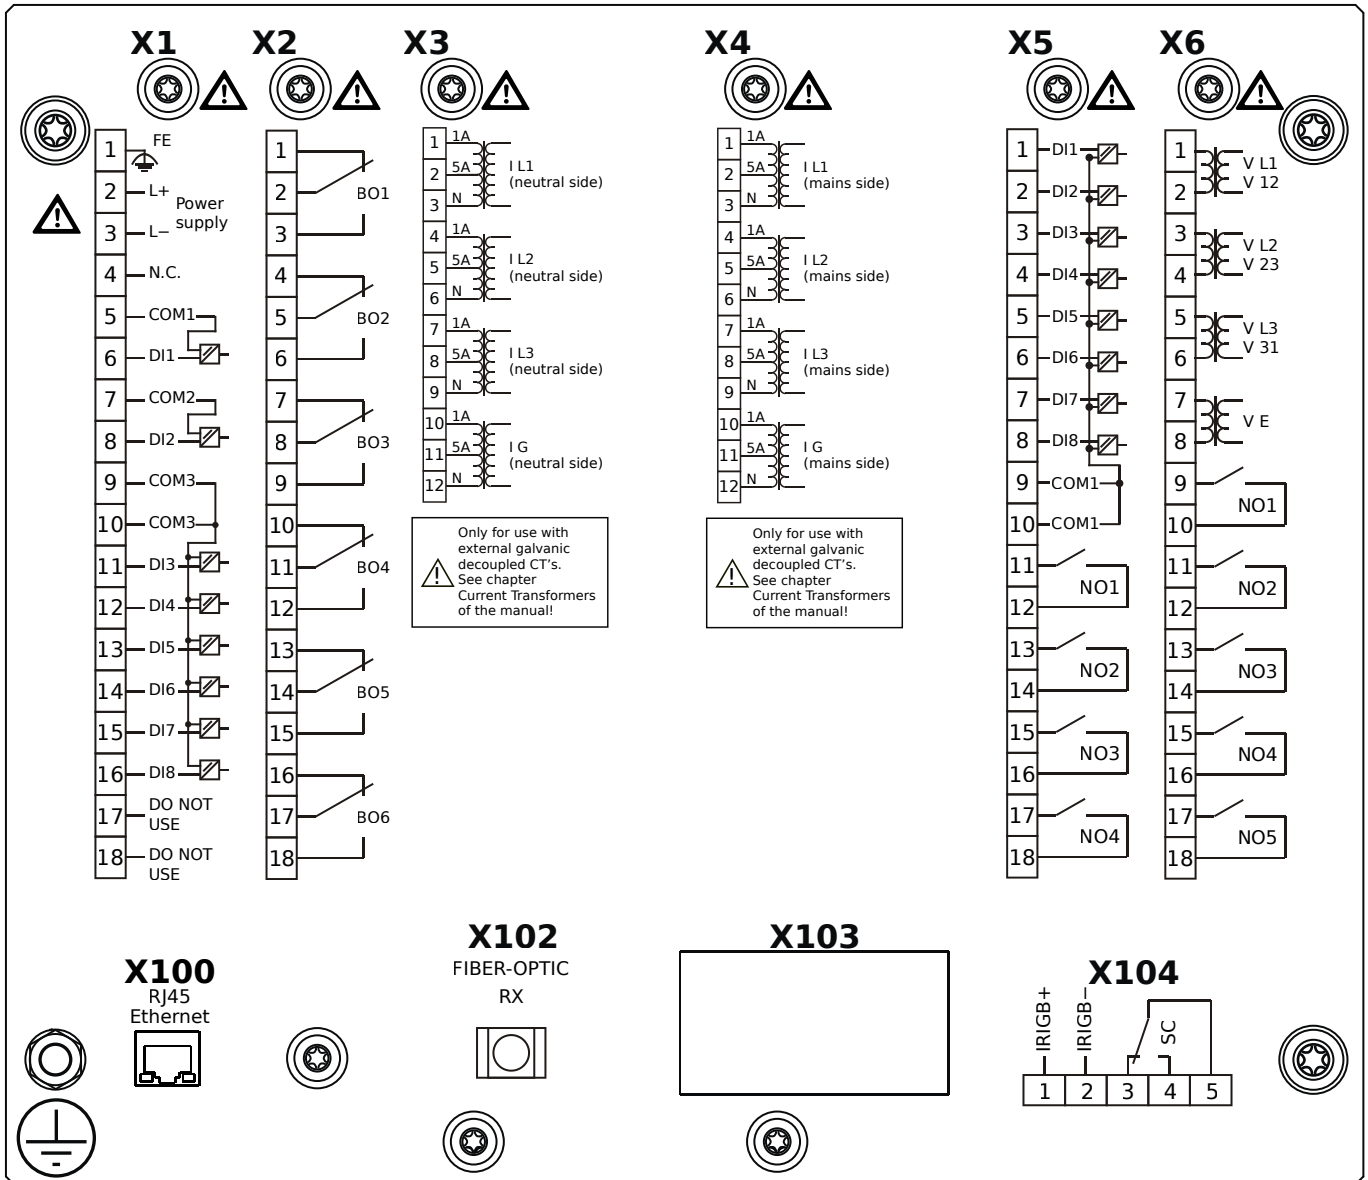 X1
1
FE
2
L+
Power
supply
3
L−
4
N.C.
5
COM1
6
DI1
7
COM2
8
DI2
9
COM3
10
COM3
11
DI3
12
DI4
13
DI5
14
DI6
15
DI7
16
DI8
17
DO NOT
USE
18
DO NOT
USE
X2
1
2
BO1
3
4
5
BO2
6
7
8
BO3
9
10
11
BO4
12
13
14
BO5
15
16
17
BO6
18
X3
1
1A
2
5A
I L1
(neutral side)
3
N
4
1A
5
5A
I L2
(neutral side)
6
N
7
1A
8
5A
I L3
(neutral side)
9
N
10
1A
11
5A
I G
(neutral side)
12
N
Only for use with
external galvanic
decoupled CT's.
See chapter
Current Transformers
of the manual!
X4
1
1A
2
5A
I L1
(mains side)
3
N
4
1A
5
5A
I L2
(mains side)
6
N
7
1A
8
5A
I L3
(mains side)
9
N
10
1A
11
5A
I G
(mains side)
12
N
Only for use with
external galvanic
decoupled CT's.
See chapter
Current Transformers
of the manual!
X5
1
DI1
2
DI2
3
DI3
4
DI4
5
DI5
6
DI6
7
DI7
8
DI8
9
COM1
10
COM1
11
NO1
12
13
NO2
14
15
NO3
16
17
NO4
18
X6
1
V L1
V 12
2
3
V L2
V 23
4
5
V L3
V 31
6
7
V E
8
9
NO1
10
11
NO2
12
13
NO3
14
15
NO4
16
17
NO5
18
X100
RJ45
Ethernet
X102
FIBER-OPTIC
RX
X103
X104
IRIGB+
IRIGB−
SC
1 2 3 4 5